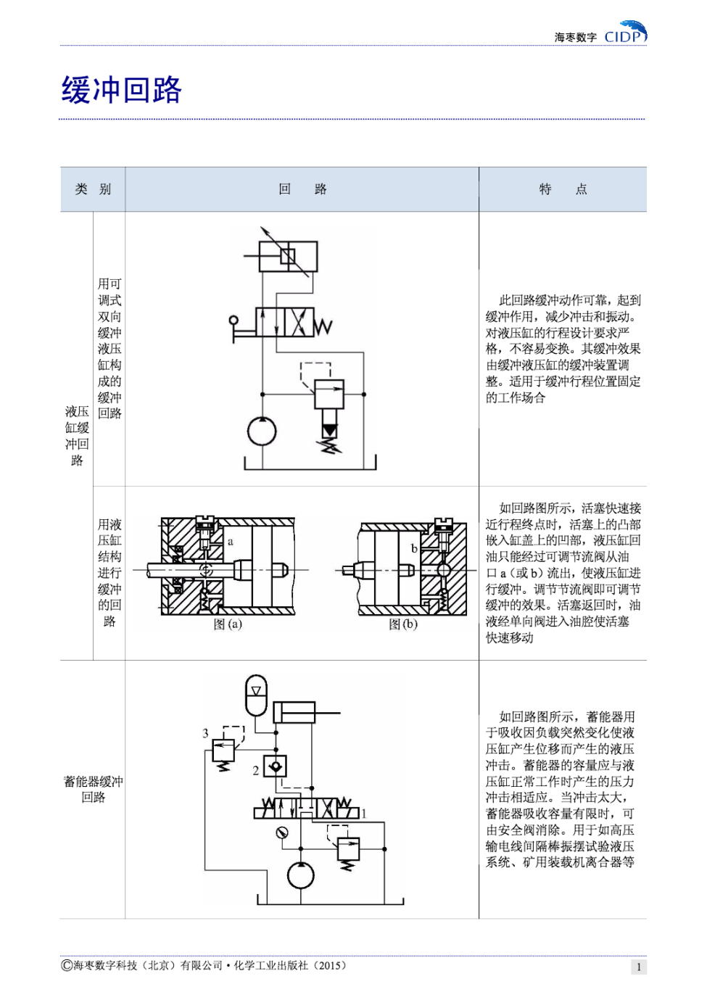 海枣数字 CIDP
缓冲回路
类 别
回 路
特 点
液压
缸缓
冲回
路
用可
调式
双向
缓冲
液压
缸构
成的
缓冲
回路
此回路缓冲动作可靠，起到
缓冲作用，减少冲击和振动。
对液压缸的行程设计要求严
格，不容易变换。其缓冲效果
由缓冲液压缸的缓冲装置调
整。适用于缓冲行程位置固定
的工作场合
用液
压缸
结构
进行
缓冲
的回
路
a
图(a)
b
图(b)
如回路图所示，活塞快速接
近行程终点时，活塞上的凸部
嵌入缸盖上的凹部，液压缸回
油只能经过可调节流阀从油
口 a（或 b）流出，使液压缸进
行缓冲。调节节流阀即可调节
缓冲的效果。活塞返回时，油
液经单向阀进入油腔使活塞
快速移动
蓄能器缓冲
回路
3
2
1
如回路图所示，蓄能器用
于吸收因负载突然变化使液
压缸产生位移而产生的液压
冲击。蓄能器的容量应与液
压缸正常工作时产生的压力
冲击相适应。当冲击太大，
蓄能器吸收容量有限时，可
由安全阀消除。用于如高压
输电线间隔棒振摆试验液压
系统、矿用装载机离合器等
©海枣数字科技（北京）有限公司·化学工业出版社（2015）
1